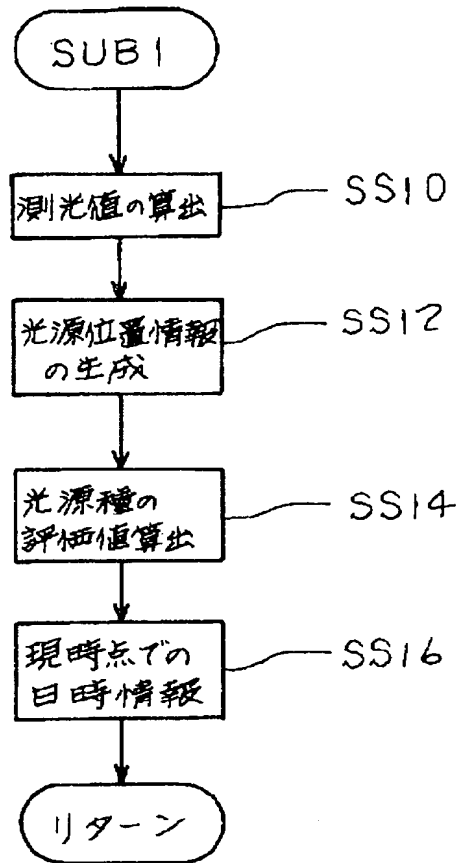 SUB1
測光値の算出
SS10
光源位置情報
の生成
SS12
光源種の
評価値算出
SS14
現時点での
日時情報
SS16
リターン